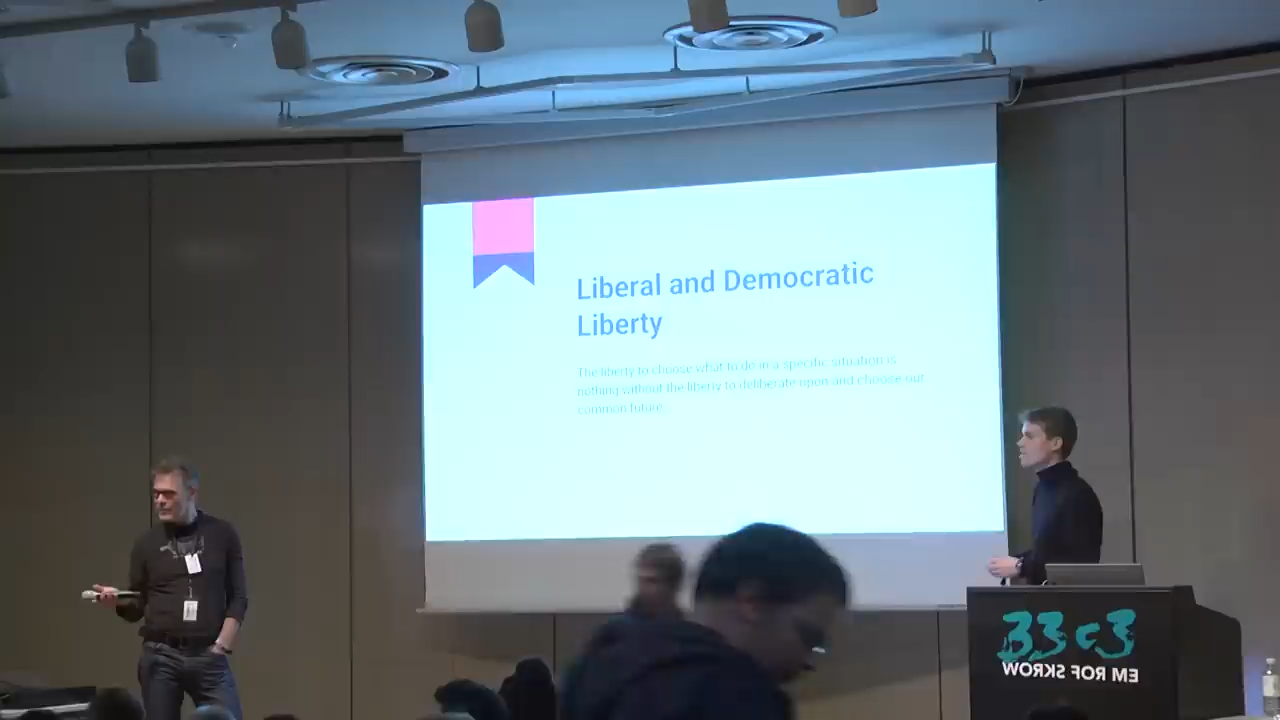 Liberal and Democratic
Liberty
The liberty to choose what to do in a specific situation is
nothing without the liberty to deliberate upon and choose our
common future.
33c3
WORKS FOR ME